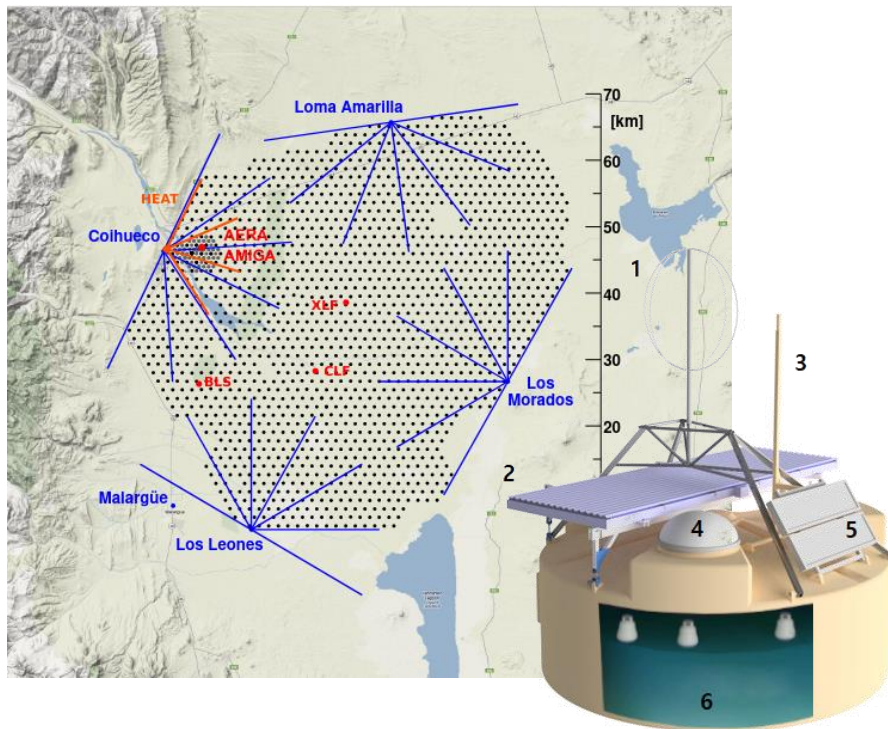 70
[km]
60
50
40
30
20
Loma Amarilla
HEAT
Coihueco
AERA
AMIGA
XLF
BLS
CLF
Los
Morados
Malargüe
Los Leones
1
2
3
4
5
6